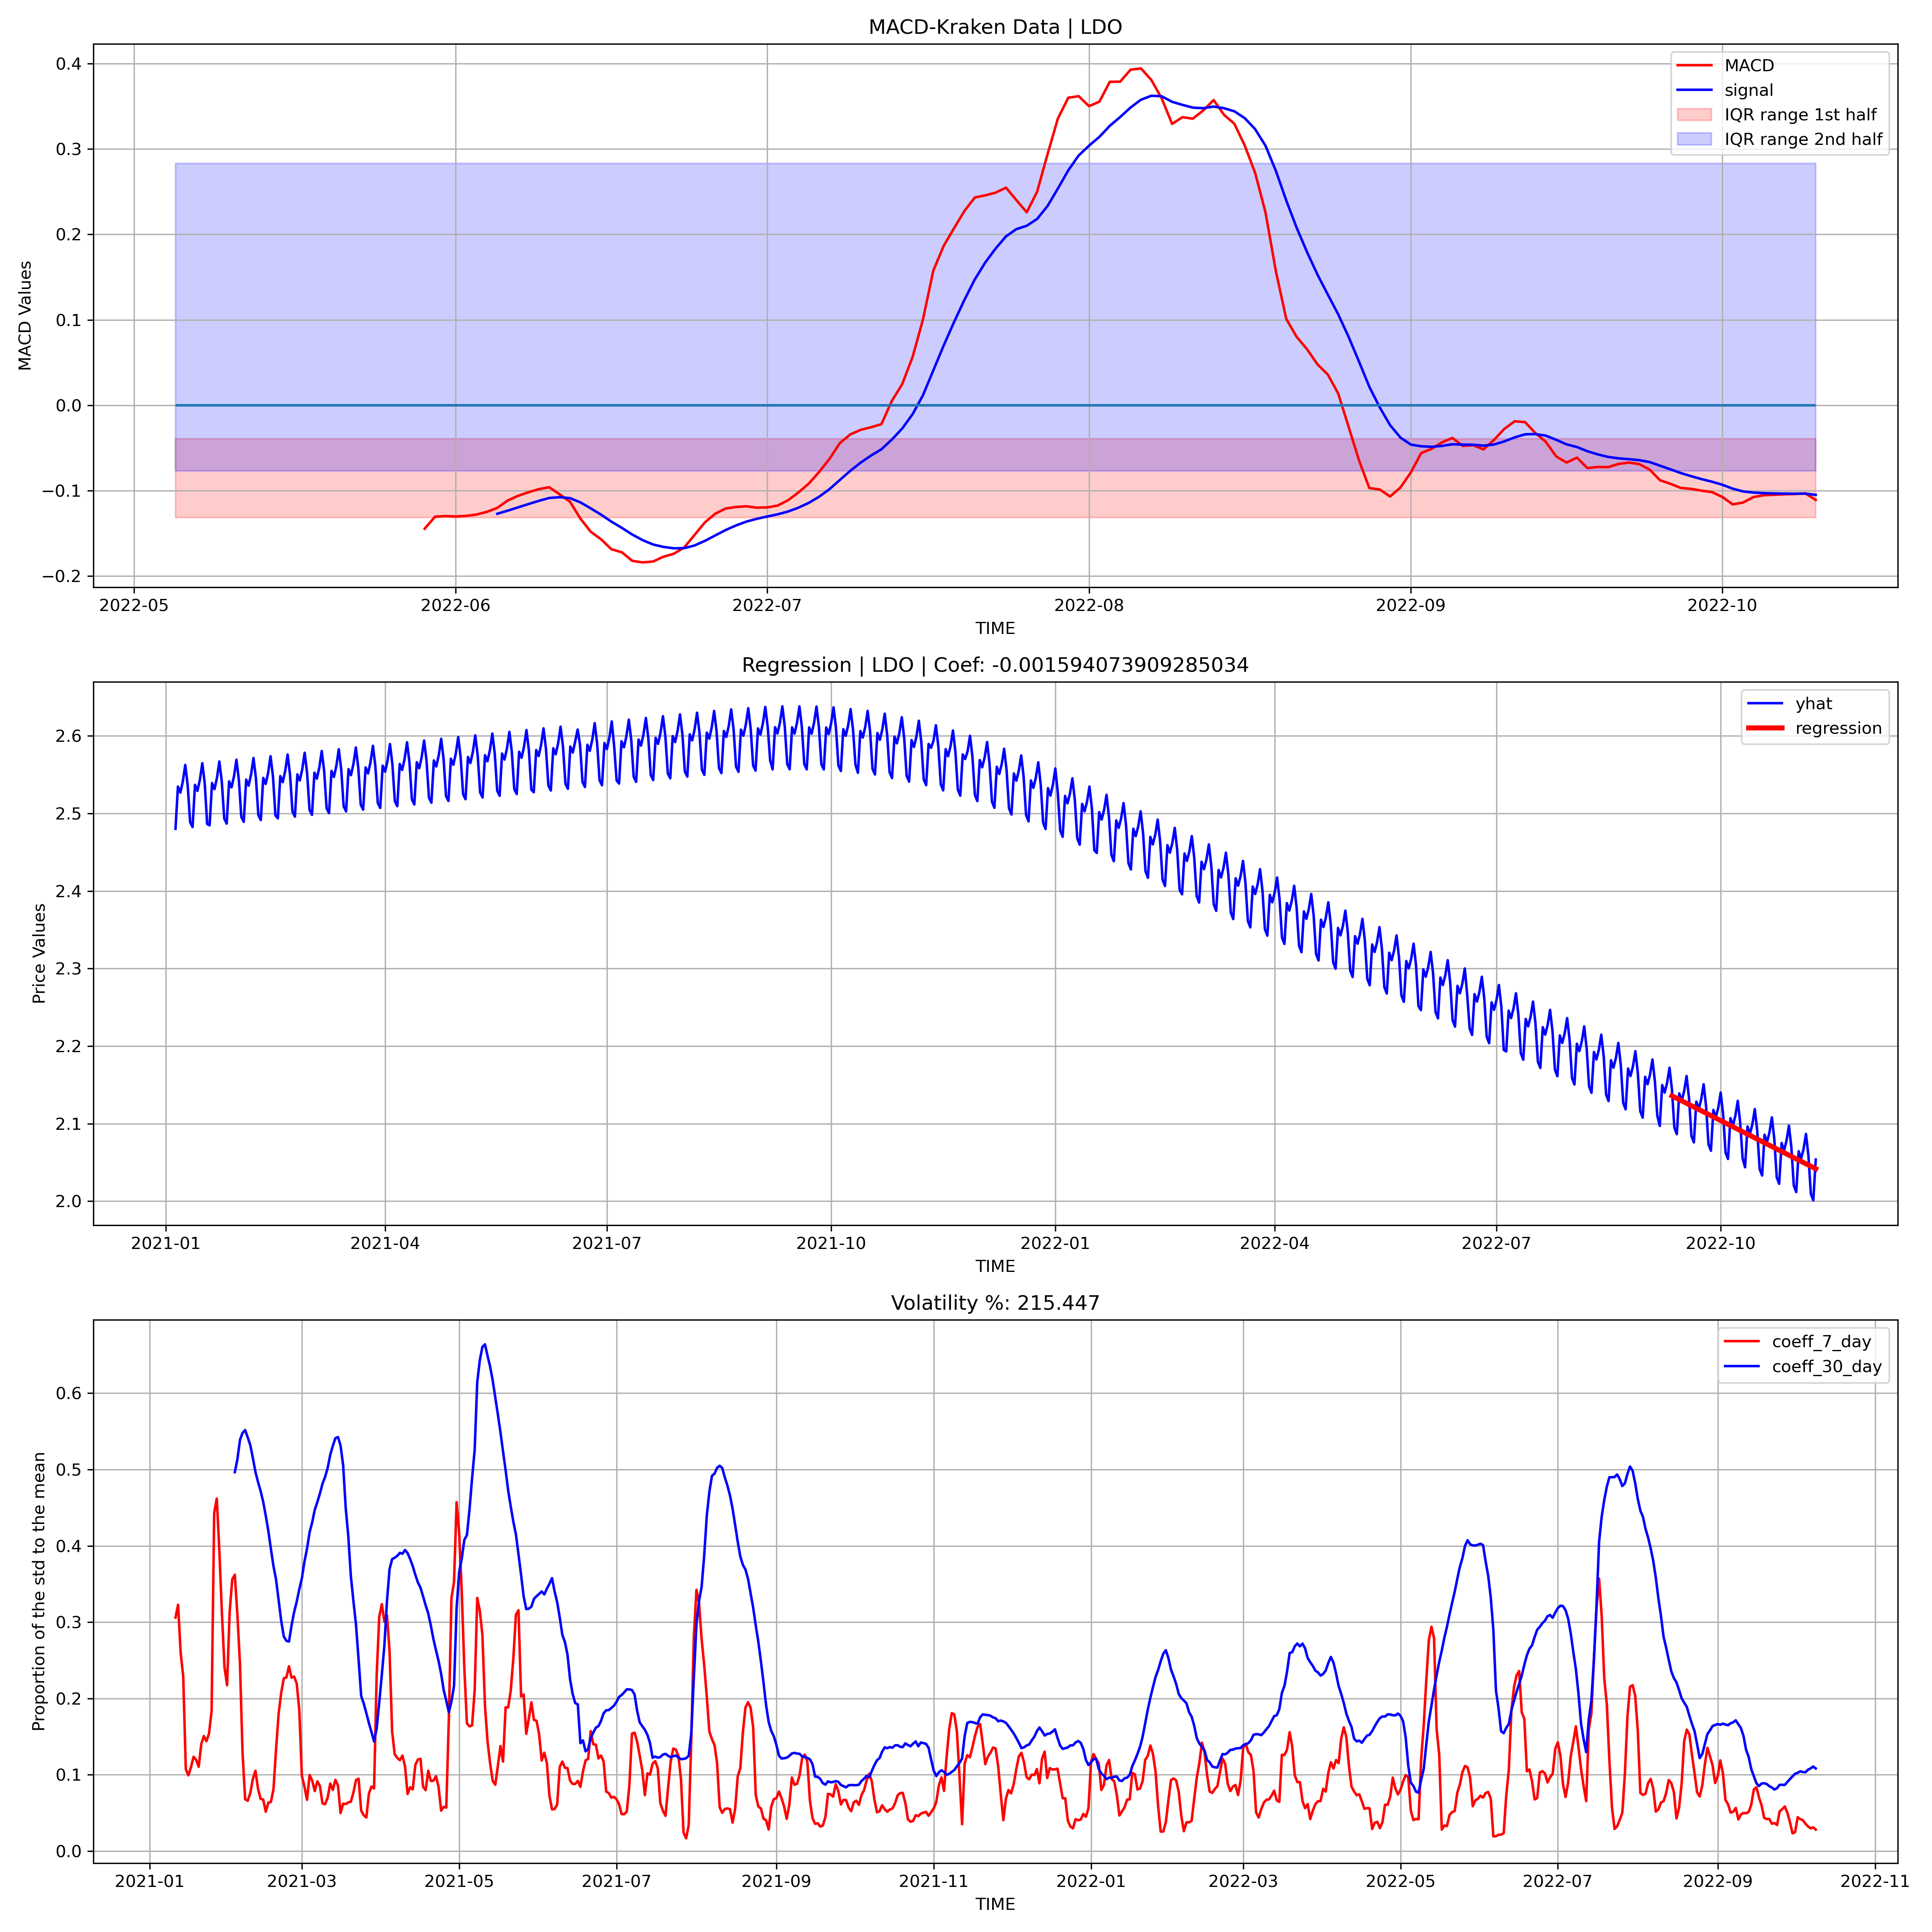 MACD-Kraken Data | LDO
MACD
signal
IQR range 1st half
IQR range 2nd half
MACD Values
0.4
0.3
0.2
0.1
0.0
−0.1
−0.2
2022-05 2022-06 2022-07 2022-08 2022-09 2022-10
TIME
Regression | LDO | Coef: -0.001594073909285034
yhat
regression
Price Values
2.6
2.5
2.4
2.3
2.2
2.1
2.0
2021-01 2021-04 2021-07 2021-10 2022-01 2022-04 2022-07 2022-10
TIME
Volatility %: 215.447
coeff_7_day
coeff_30_day
Proportion of the std to the mean
0.6
0.5
0.4
0.3
0.2
0.1
0.0
2021-01 2021-03 2021-05 2021-07 2021-09 2021-11 2022-01 2022-03 2022-05 2022-07 2022-09 2022-11
TIME